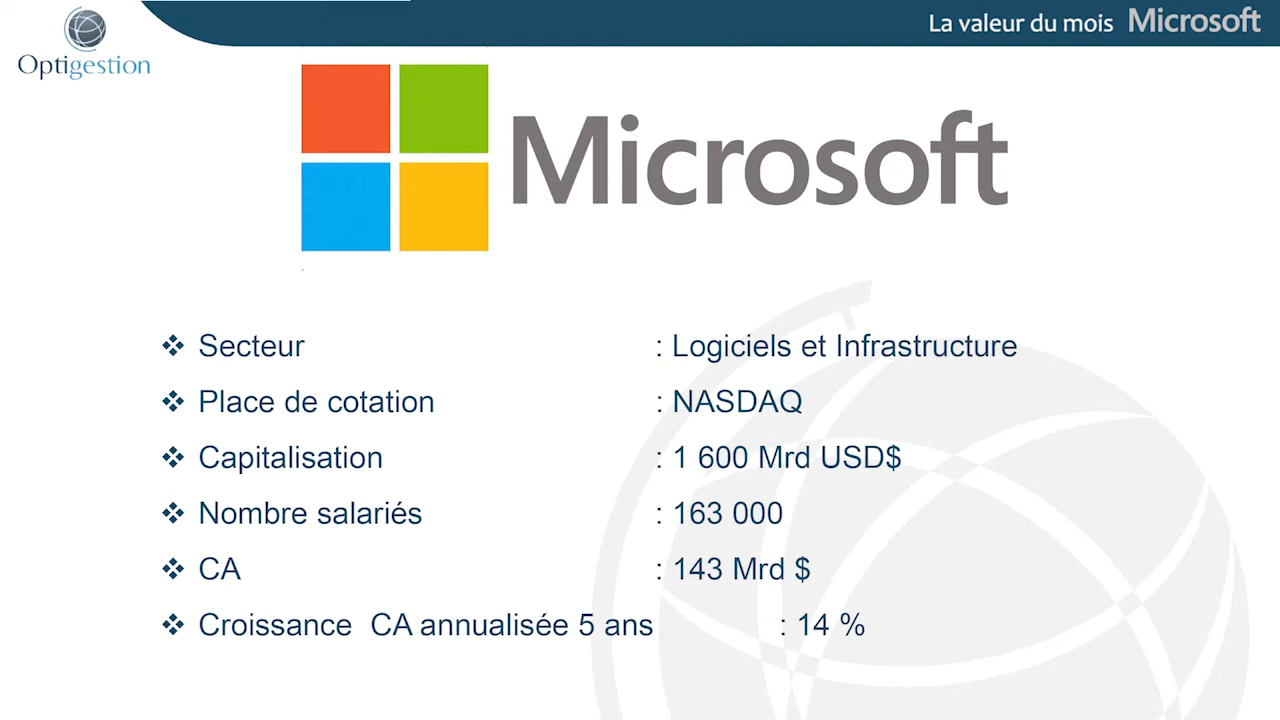 La valeur du mois Microsoft
Optigestion
Microsoft
❖ Secteur : Logiciels et Infrastructure
❖ Place de cotation : NASDAQ
❖ Capitalisation : 1 600 Mrd USD$
❖ Nombre salariés : 163 000
❖ CA : 143 Mrd $
❖ Croissance CA annualisée 5 ans : 14 %